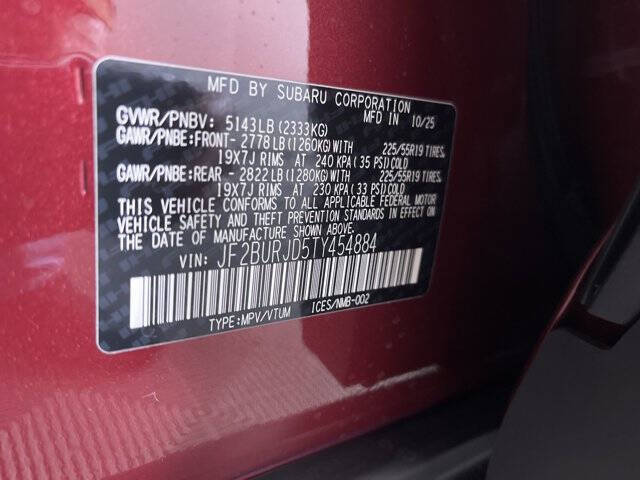 MFD BY SUBARU CORPORATION
GVWR/PNBV: 5143LB (2333KG) MFD IN 10/25
GAWR/PNBE:FRONT- 2778LB (1260KG)WITH 225/55R19 TIRES,
19X7J RIMS AT 240 KPA (35 PSI)COLD
GAWR/PNBE:REAR - 2822LB (1280KG)WITH 225/55R19 TIRES,
19X7J RIMS AT 230 KPA (33 PSI)COLD
THIS VEHICLE CONFORMS TO ALL APPLICABLE FEDERAL MOTOR
VEHICLE SAFETY AND THEFT PREVENTION STANDARDS IN EFFECT ON
THE DATE OF MANUFACTURE SHOWN ABOVE.
VIN: JF2BURJD5TY454884
TYPE:MPV/VTUM ICES/NMB-002